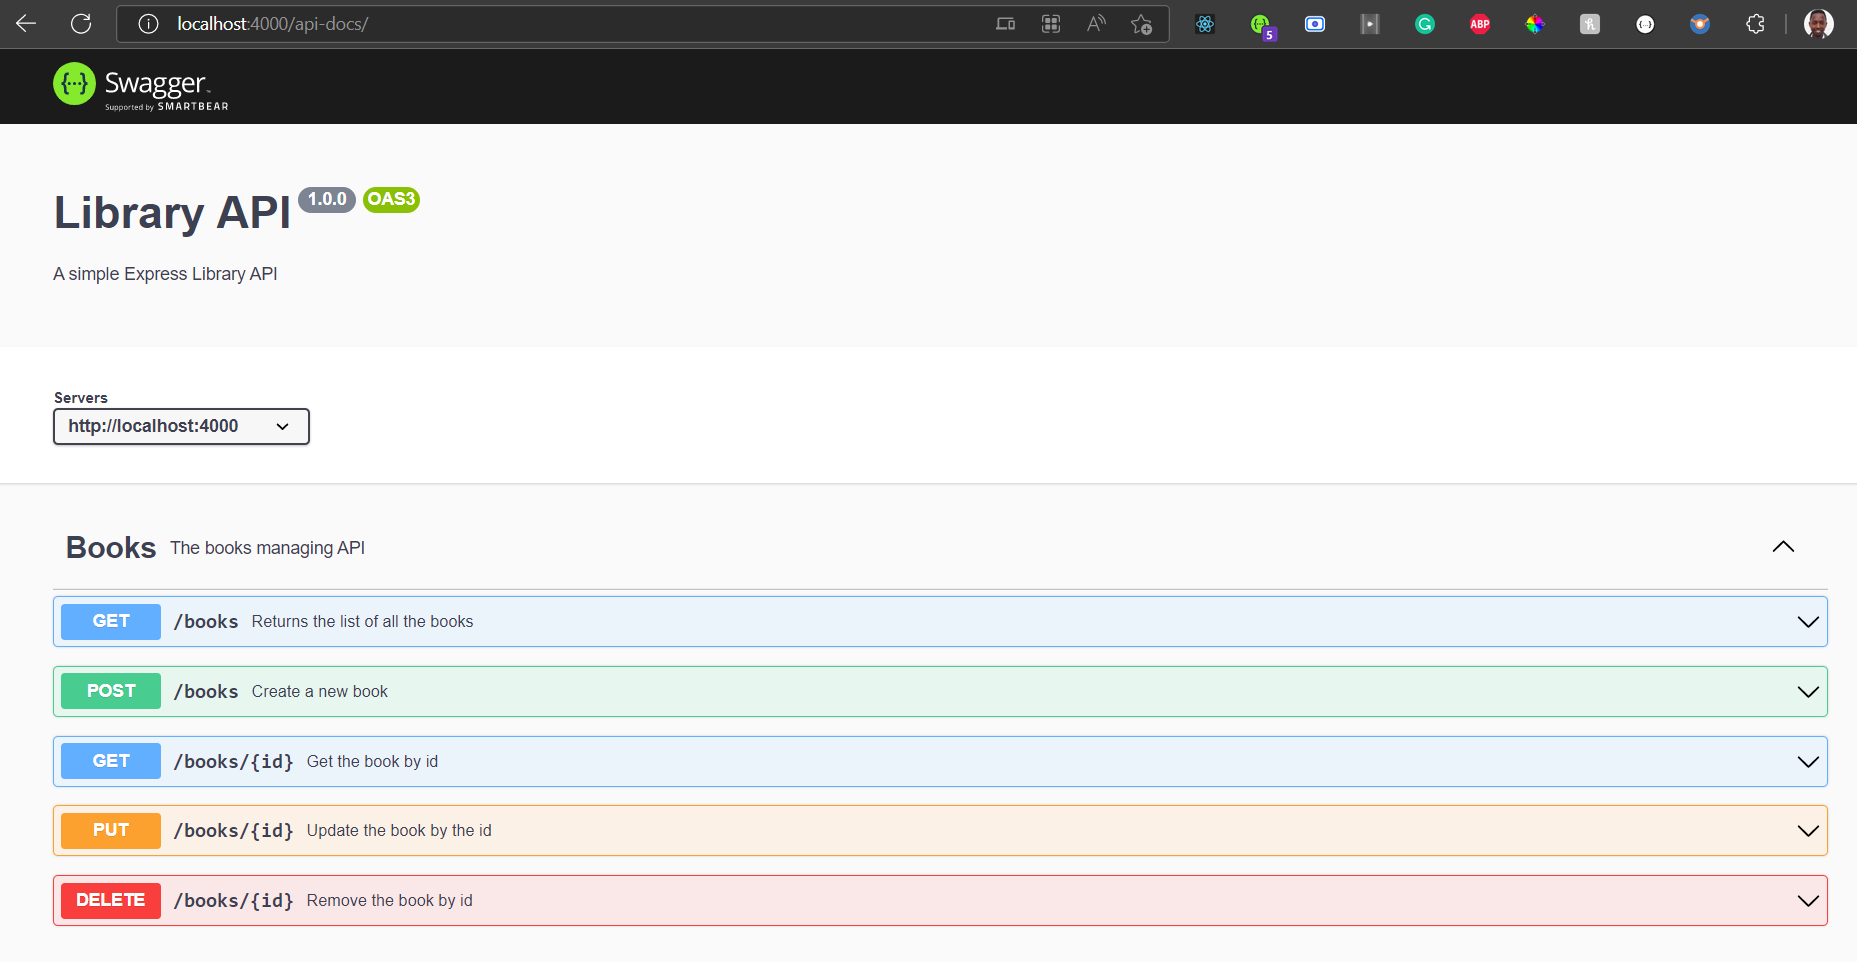 localhost:4000/api-docs/
5
ABP
Swagger
Supported by SMARTBEAR
Library API 1.0.0 OAS3
A simple Express Library API
Servers
http://localhost:4000
Books The books managing API
GET /books Returns the list of all the books
POST /books Create a new book
GET /books/{id} Get the book by id
PUT /books/{id} Update the book by the id
DELETE /books/{id} Remove the book by id